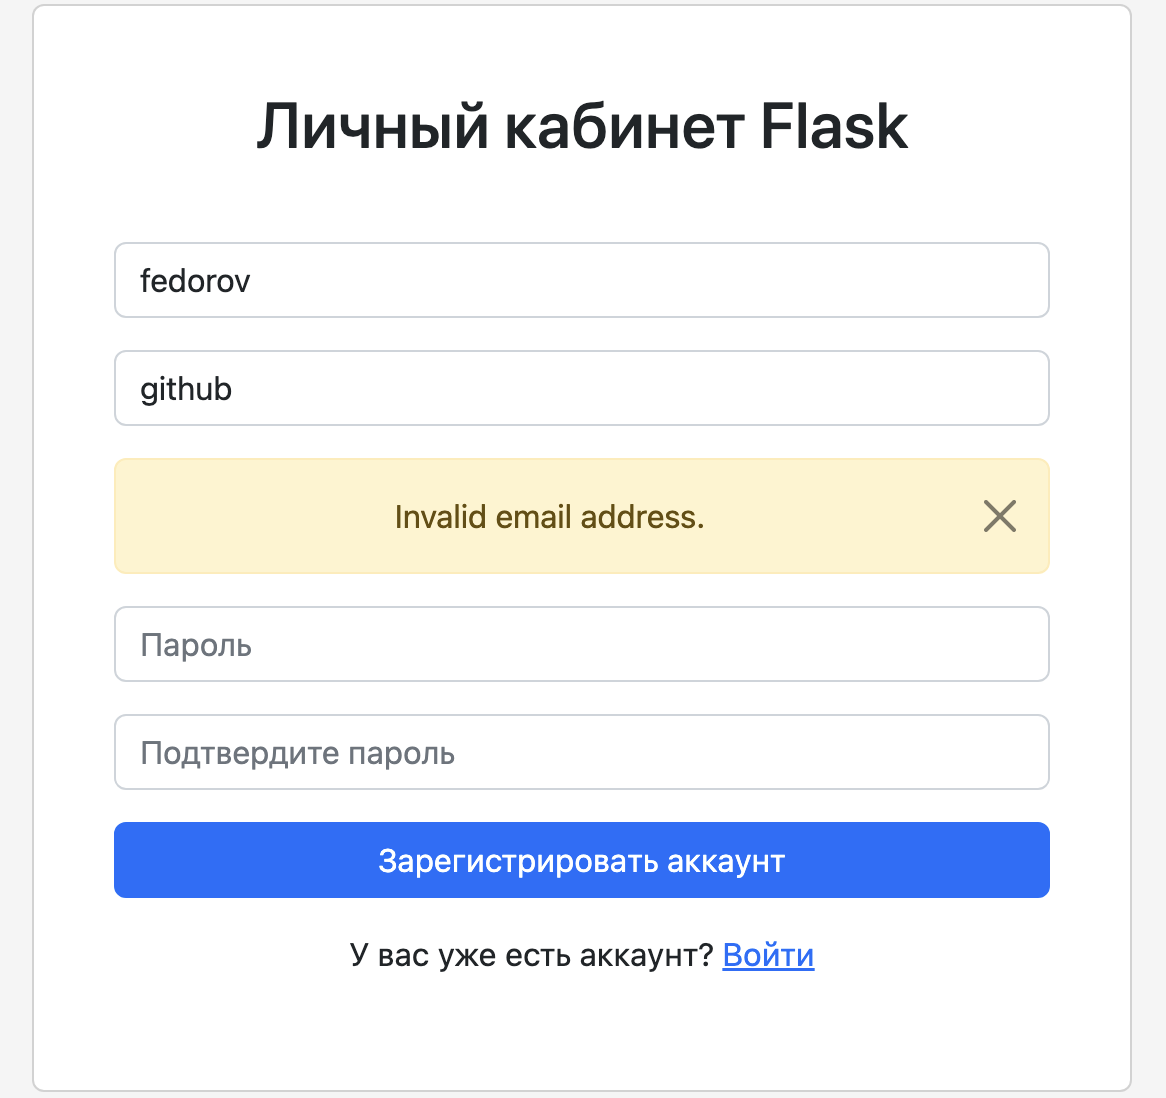 Личный кабинет Flask
fedorov
github
Invalid email address.
Пароль
Подтвердите пароль
Зарегистрировать аккаунт
У вас уже есть аккаунт? Войти